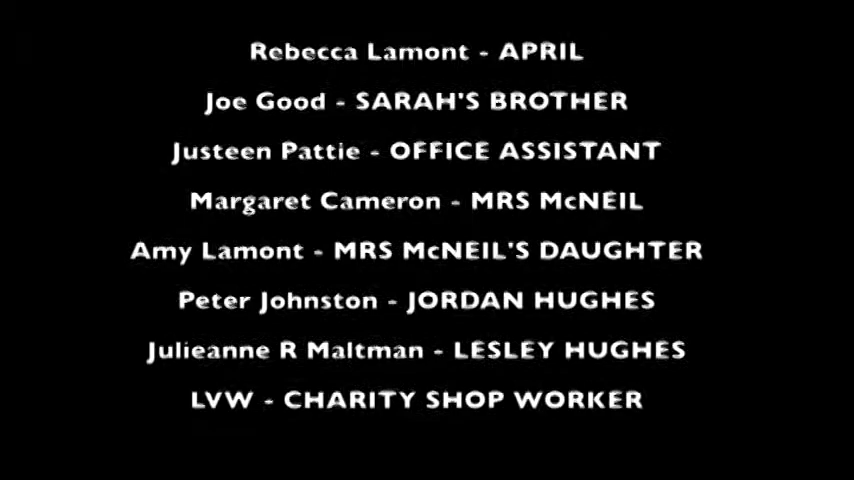 Rebecca Lamont - APRIL
Joe Good - SARAH'S BROTHER
Justeen Pattie - OFFICE ASSISTANT
Margaret Cameron - MRS McNEIL
Amy Lamont - MRS McNEIL'S DAUGHTER
Peter Johnston - JORDAN HUGHES
Julieanne R Maltman - LESLEY HUGHES
LVW - CHARITY SHOP WORKER